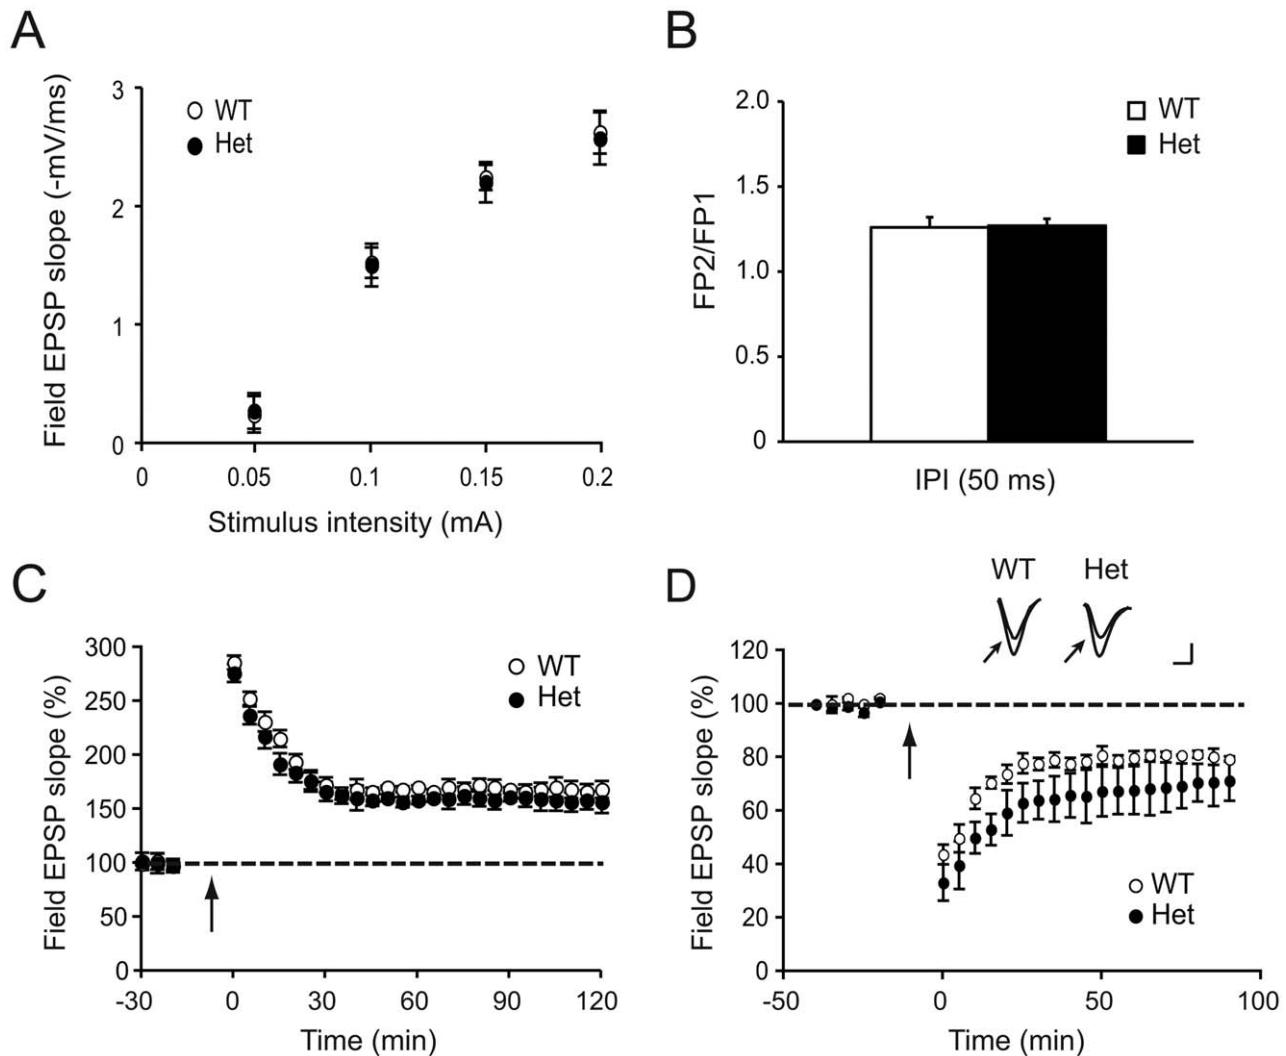 A
Field EPSP slope (-mV/ms)
3
2
1
0
WT
Het
0 0.05 0.1 0.15 0.2
Stimulus intensity (mA)
B
FP2/FP1
2.0
1.5
1.0
0.5
0
WT
Het
IPI (50 ms)
C
Field EPSP slope (%)
300
250
200
150
100
50
0
WT
Het
-30 0 30 60 90 120
Time (min)
D
WT Het
Field EPSP slope (%)
120
100
80
60
40
20
0
WT
Het
-50 0 50 100
Time (min)